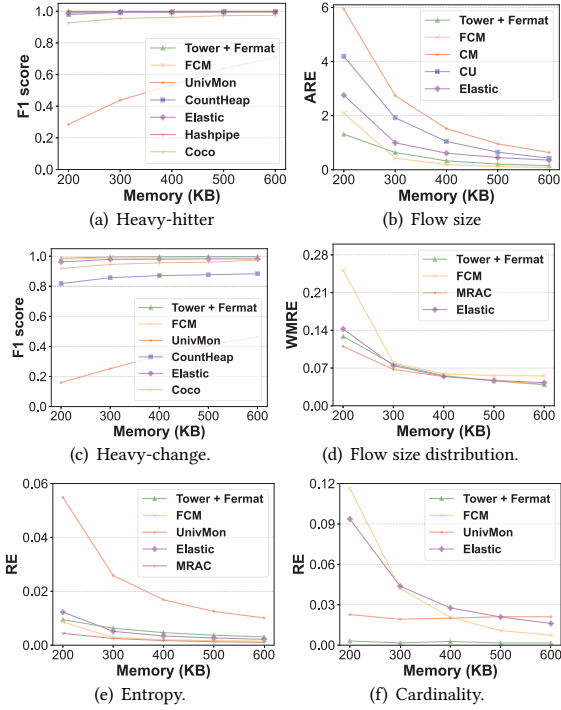 1.0
0.8
0.6
0.4
0.2
0.0
F1 score
Tower + Fermat
FCM
UnivMon
CountHeap
Elastic
Hashpipe
Coco
200 300 400 500 600
Memory (KB)
(a) Heavy-hitter
6
4
2
0
ARE
Tower + Fermat
FCM
CM
CU
Elastic
200 300 400 500 600
Memory (KB)
(b) Flow size
1.0
0.8
0.6
0.4
0.2
0.0
F1 score
Tower + Fermat
FCM
UnivMon
CountHeap
Elastic
Coco
200 300 400 500 600
Memory (KB)
(c) Heavy-change.
0.28
0.21
0.14
0.07
0.00
WMRE
Tower + Fermat
FCM
MRAC
Elastic
200 300 400 500 600
Memory (KB)
(d) Flow size distribution.
0.06
0.04
0.02
0.00
RE
Tower + Fermat
FCM
UnivMon
Elastic
MRAC
200 300 400 500 600
Memory (KB)
(e) Entropy.
0.12
0.09
0.06
0.03
0.00
RE
Tower + Fermat
FCM
UnivMon
Elastic
200 300 400 500 600
Memory (KB)
(f) Cardinality.